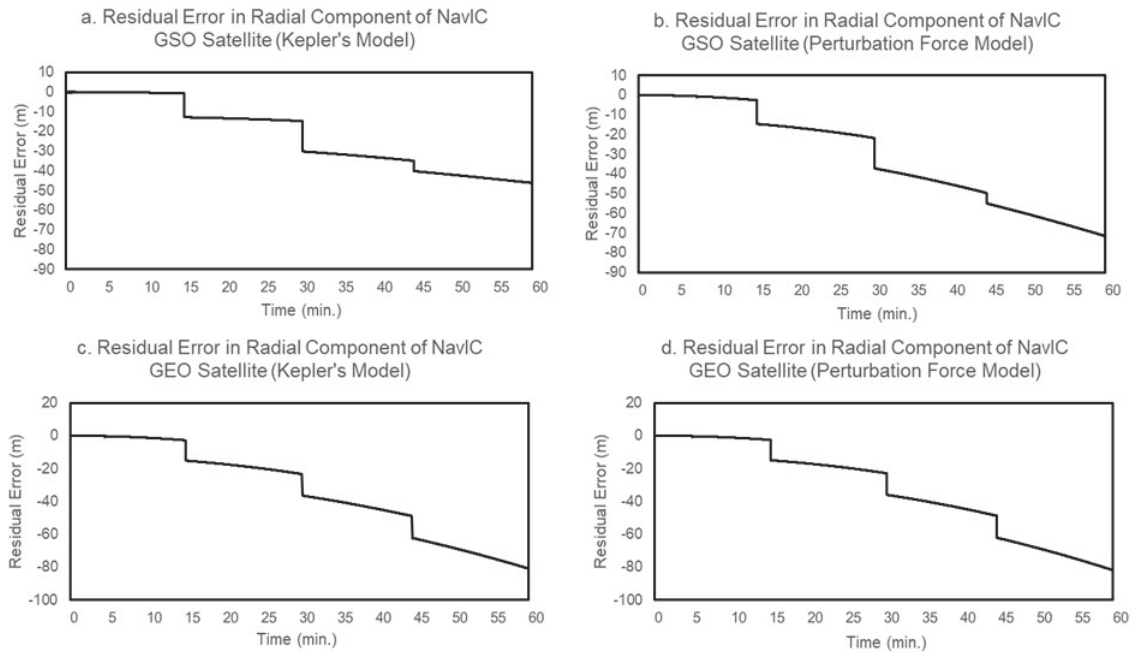 a. Residual Error in Radial Component of NavIC
GSO Satellite (Kepler's Model)
10
0
-10
-20
-30
-40
-50
-60
-70
-80
-90
Residual Error (m)
0 5 10 15 20 25 30 35 40 45 50 55 60
Time (min.)
b. Residual Error in Radial Component of NavIC
GSO Satellite (Perturbation Force Model)
10
0
-10
-20
-30
-40
-50
-60
-70
-80
-90
Residual Error (m)
0 5 10 15 20 25 30 35 40 45 50 55 60
Time (min.)
c. Residual Error in Radial Component of NavIC
GEO Satellite (Kepler's Model)
20
0
-20
-40
-60
-80
-100
Residual Error (m)
0 5 10 15 20 25 30 35 40 45 50 55 60
Time (min.)
d. Residual Error in Radial Component of NavIC
GEO Satellite (Perturbation Force Model)
20
0
-20
-40
-60
-80
-100
Residual Error (m)
0 5 10 15 20 25 30 35 40 45 50 55 60
Time (min.)